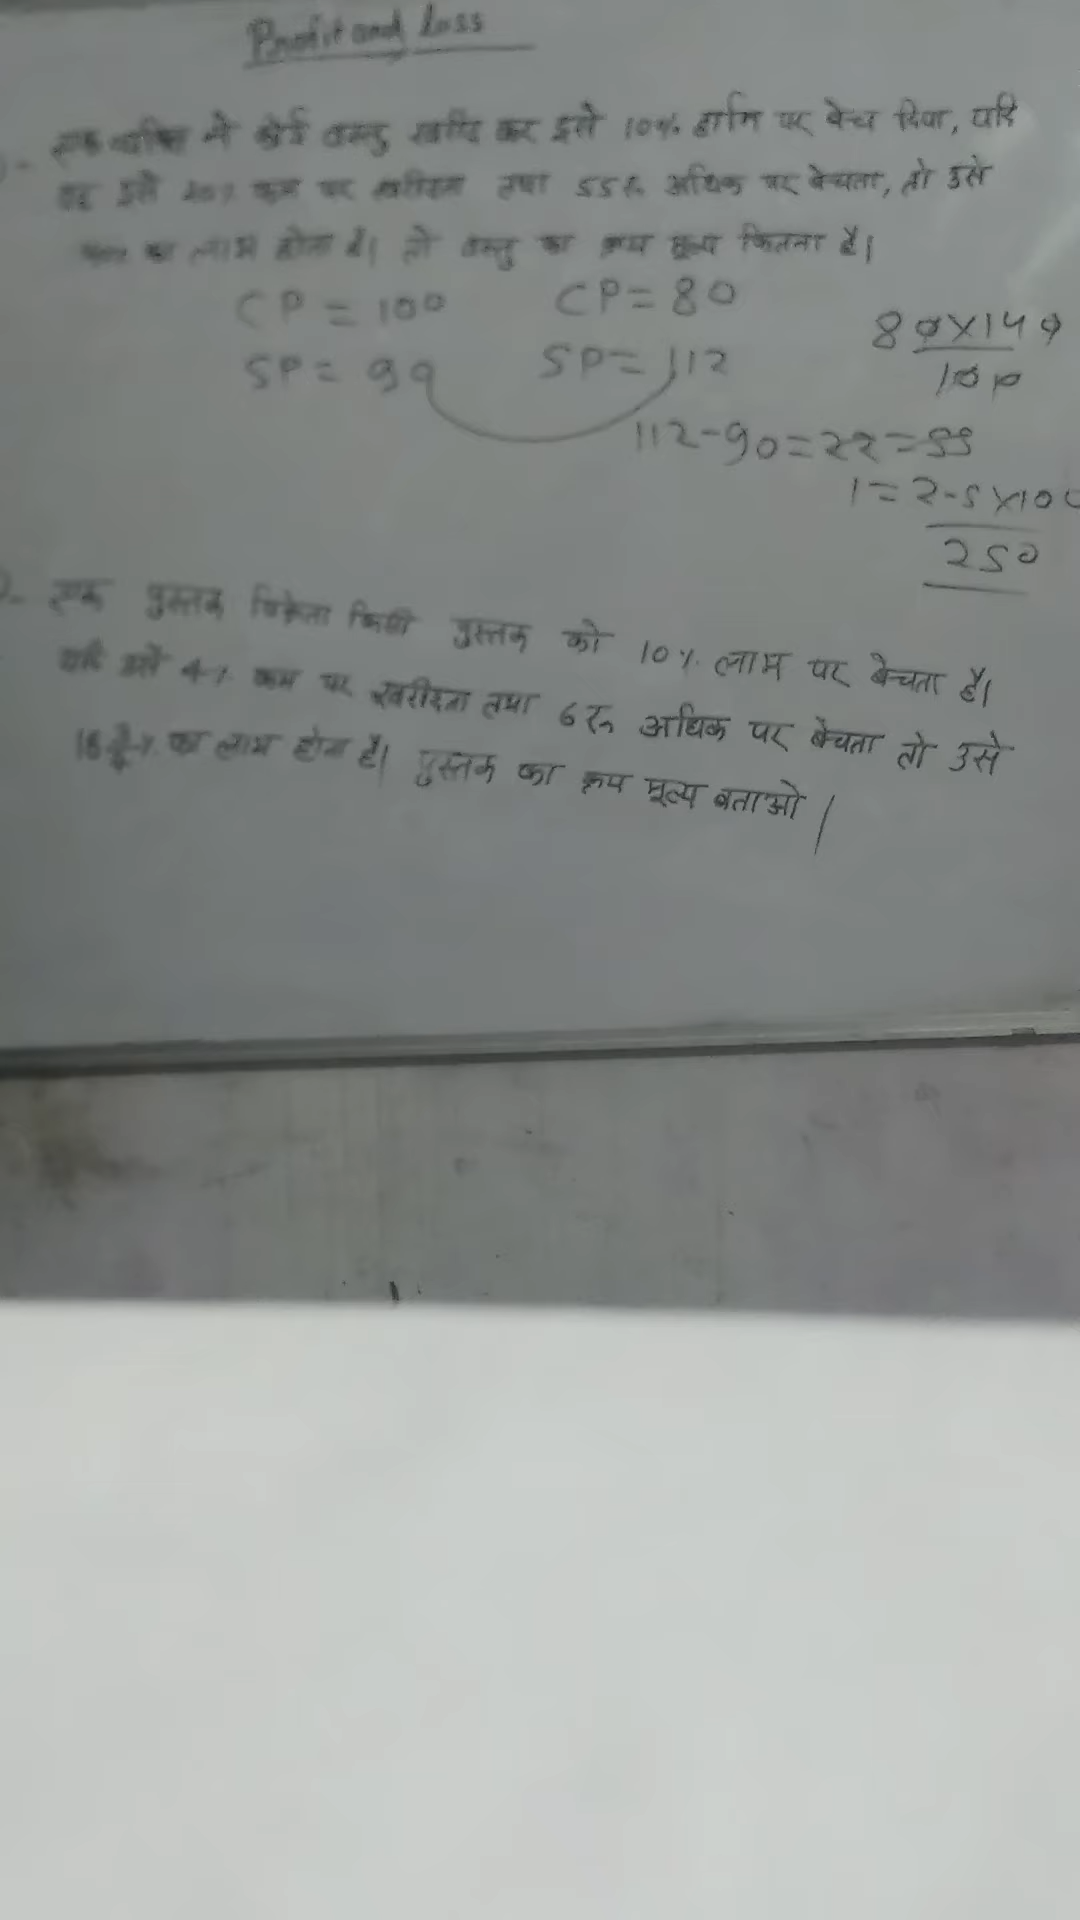 Profit and Loss
एक व्यक्ति ने कोई वस्तु खरीद कर इसे 10% हानि पर बेच दिया, यदि
वह इसे 20% कम पर खरीदता तथा 55रु अधिक पर बेचता, तो उसे
का लाभ होता है। तो वस्तु का क्रय मूल्य कितना है।
CP = 100 CP = 80
SP = 90 SP = 112
80×140
100
112-90=22=55
1=2.5×100
250
एक पुस्तक विक्रेता किसी पुस्तक को 10% लाभ पर बेचता है।
यदि उसे 4% कम पर खरीदता तथा 6रु अधिक पर बेचता तो उसे
% का लाभ होता है। पुस्तक का क्रय मूल्य बताओ।